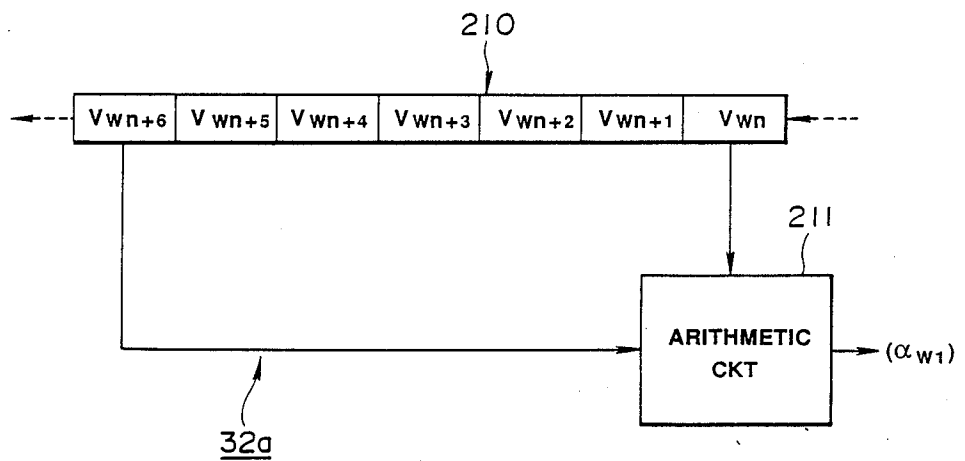 210
Vwn+6 Vwn+5 Vwn+4 Vwn+3 Vwn+2 Vwn+1 Vwn
211
ARITHMETIC
CKT
(αw1)
32a